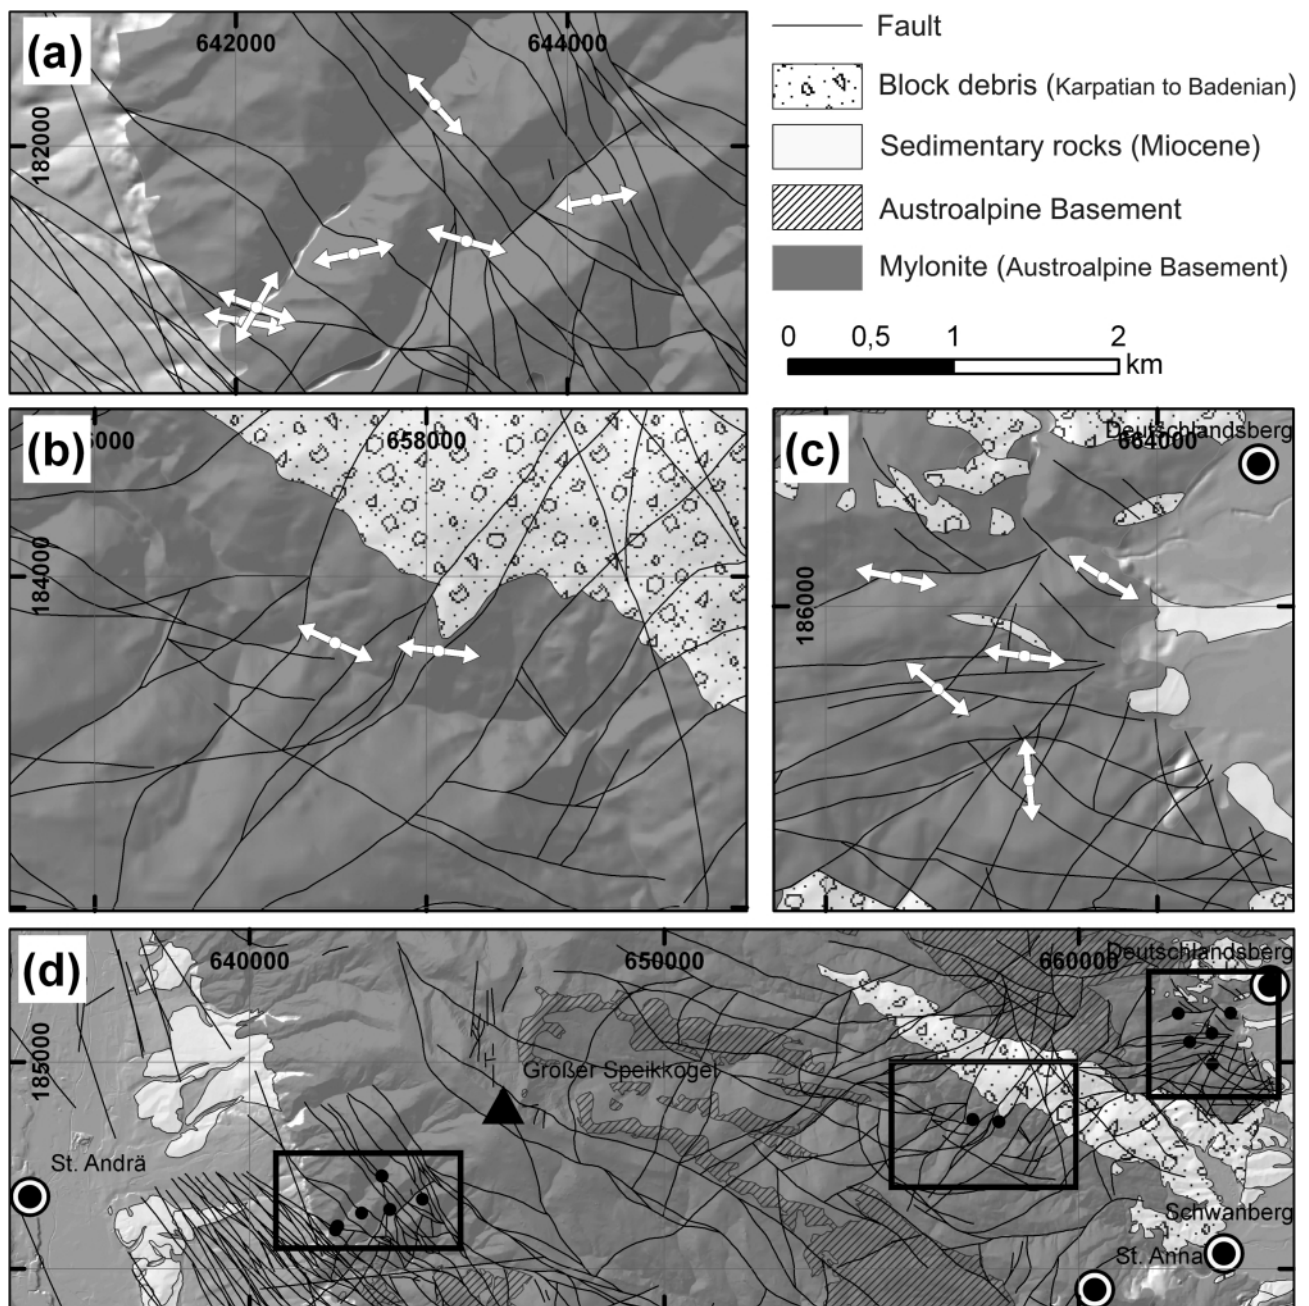 (a)
642000
644000
182000
Fault
Block debris (Karpatian to Badenian)
Sedimentary rocks (Miocene)
Austroalpine Basement
Mylonite (Austroalpine Basement)
0 0,5 1 2
km
(b)
6000
658000
184000
(c)
Deutschlandsberg
664000
186000
(d)
640000
650000
660000
Deutschlandsberg
185000
Großer Speikkogel
St. Andrä
Schwanberg
St. Anna